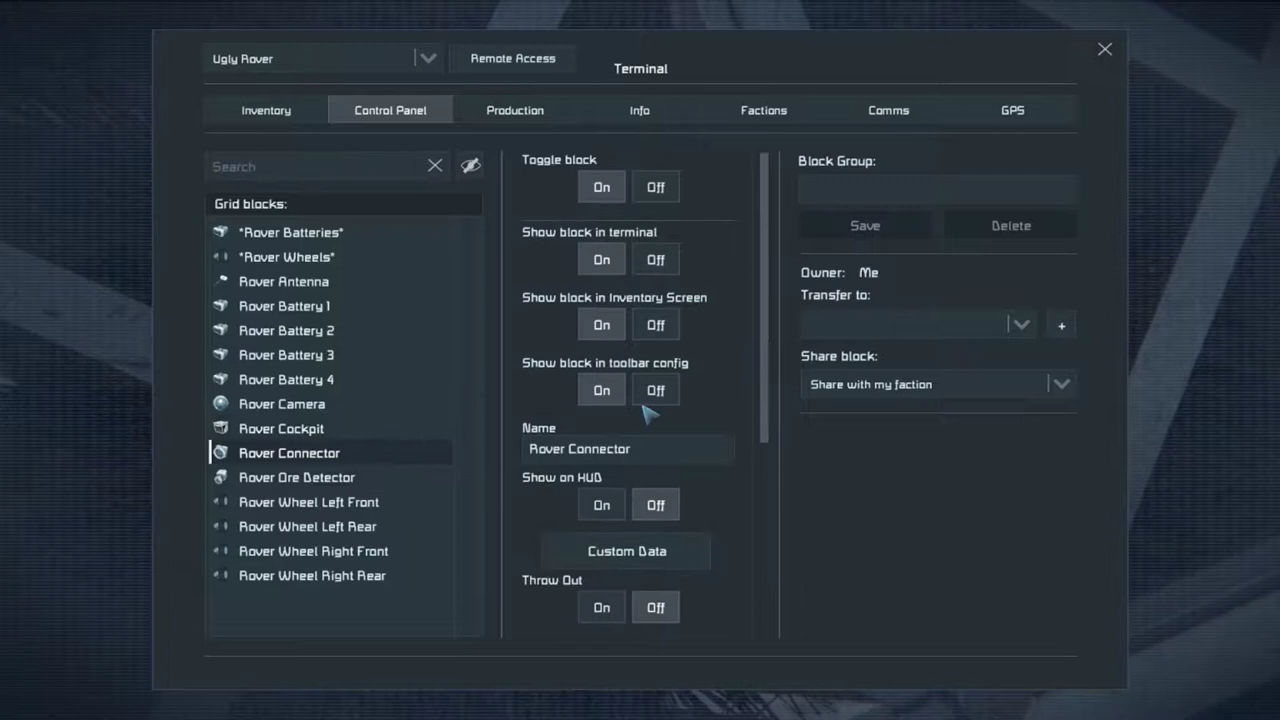 Ugly Rover
Remote Access
Terminal
Inventory
Control Panel
Production
Info
Factions
Comms
GPS
Search
Grid blocks:
*Rover Batteries*
*Rover Wheels*
Rover Antenna
Rover Battery 1
Rover Battery 2
Rover Battery 3
Rover Battery 4
Rover Camera
Rover Cockpit
Rover Connector
Rover Ore Detector
Rover Wheel Left Front
Rover Wheel Left Rear
Rover Wheel Right Front
Rover Wheel Right Rear
Toggle block
On Off
Show block in terminal
On Off
Show block in Inventory Screen
On Off
Show block in toolbar config
On Off
Name
Rover Connector
Show on HUD
On Off
Custom Data
Throw Out
On Off
Block Group:
Save
Delete
Owner: Me
Transfer to:
+
Share block:
Share with my faction